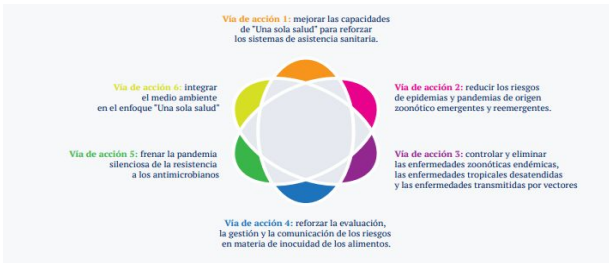 Vía de acción 1: mejorar las capacidades
de "Una sola salud" para reforzar
los sistemas de asistencia sanitaria.
Vía de acción 2: reducir los riesgos
de epidemias y pandemias de origen
zoonótico emergentes y reemergentes.
Vía de acción 3: controlar y eliminar
las enfermedades zoonóticas endémicas,
las enfermedades tropicales desatendidas
y las enfermedades transmitidas por vectores
Vía de acción 4: reforzar la evaluación,
la gestión y la comunicación de los riesgos
en materia de inocuidad de los alimentos.
Vía de acción 5: frenar la pandemia
silenciosa de la resistencia
a los antimicrobianos
Vía de acción 6: integrar
el medio ambiente
en el enfoque "Una sola salud"